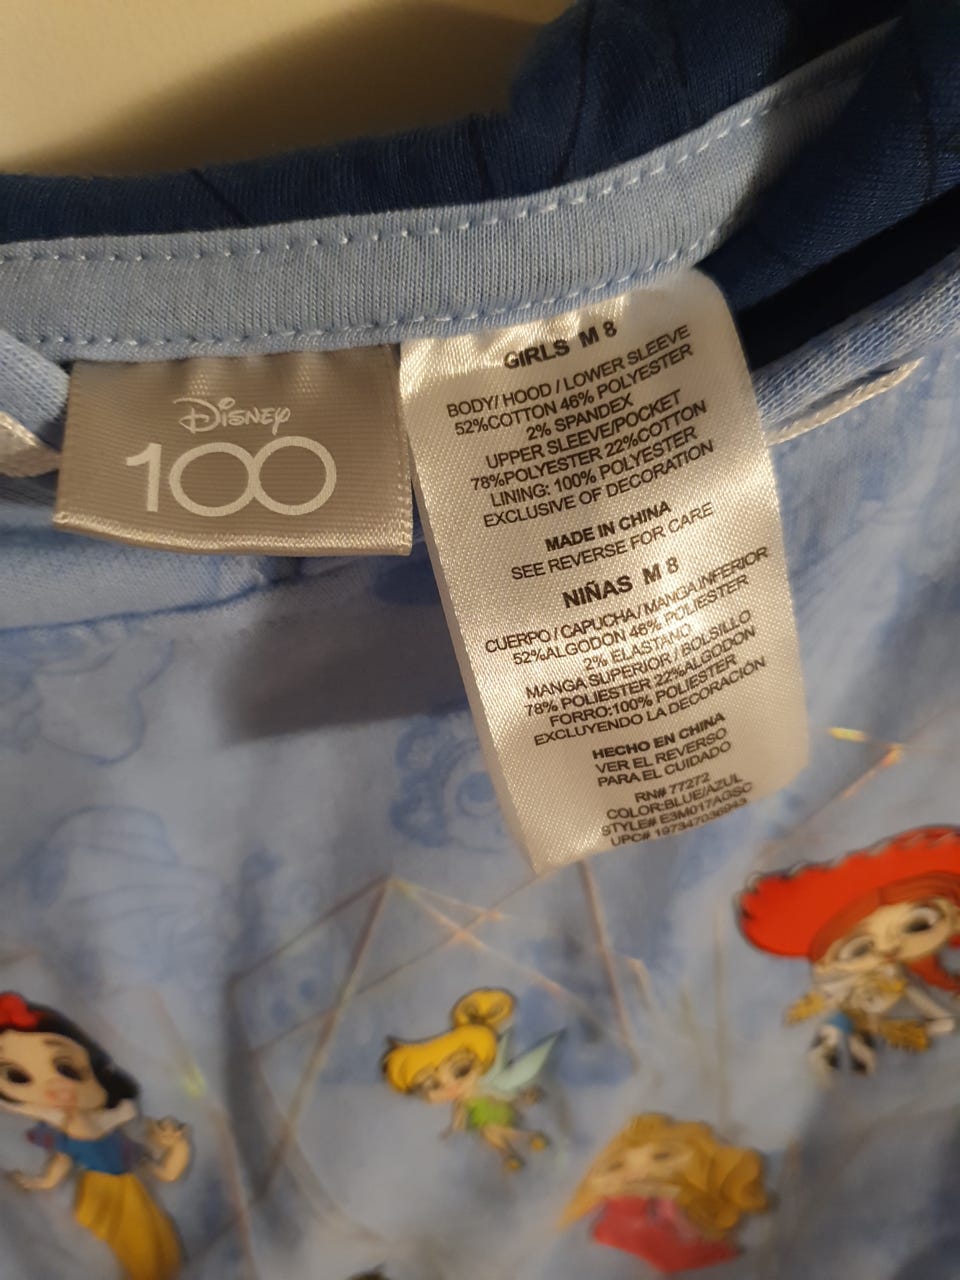 Disney
100
GIRLS M 8
BODY/ HOOD / LOWER SLEEVE
52%COTTON 46% POLYESTER
2% SPANDEX
UPPER SLEEVE/POCKET
78%POLYESTER 22%COTTON
LINING: 100% POLYESTER
EXCLUSIVE OF DECORATION
MADE IN CHINA
SEE REVERSE FOR CARE
NIÑAS M 8
CUERPO / CAPUCHA / MANGA INFERIOR
52%ALGODON 46% POLIESTER
2% ELASTANO
MANGA SUPERIOR / BOLSILLO
78% POLIESTER 22%ALGODON
FORRO:100% POLIESTER
EXCLUYENDO LA DECORACIÓN
HECHO EN CHINA
VER EL REVERSO
PARA EL CUIDADO
RN# 77272
COLOR:BLUE/AZUL
STYLE# E3M017AGSC
UPC#